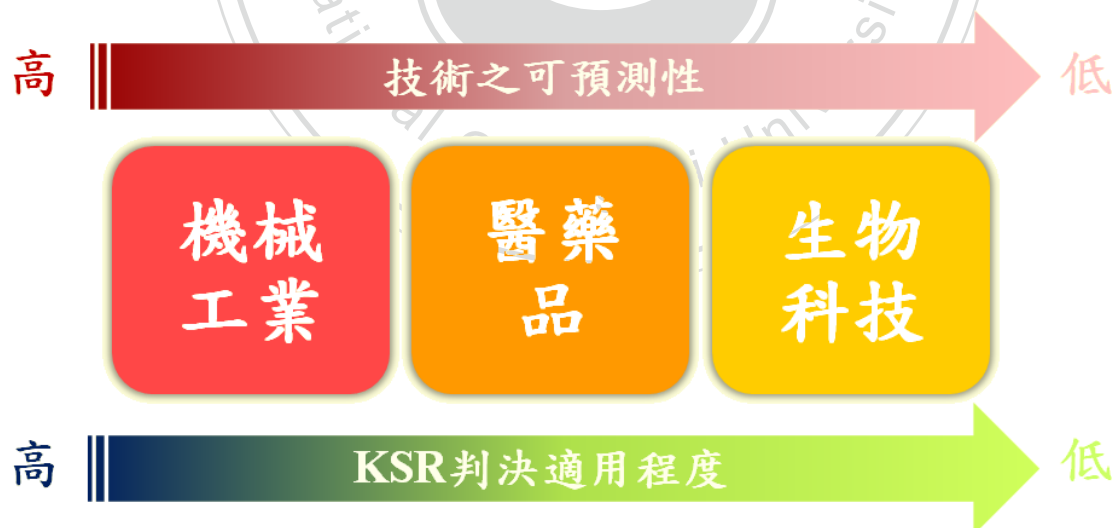 高 技術之可預測性 低
機械
工業
醫藥
品
生物
科技
高 KSR判決適用程度 低